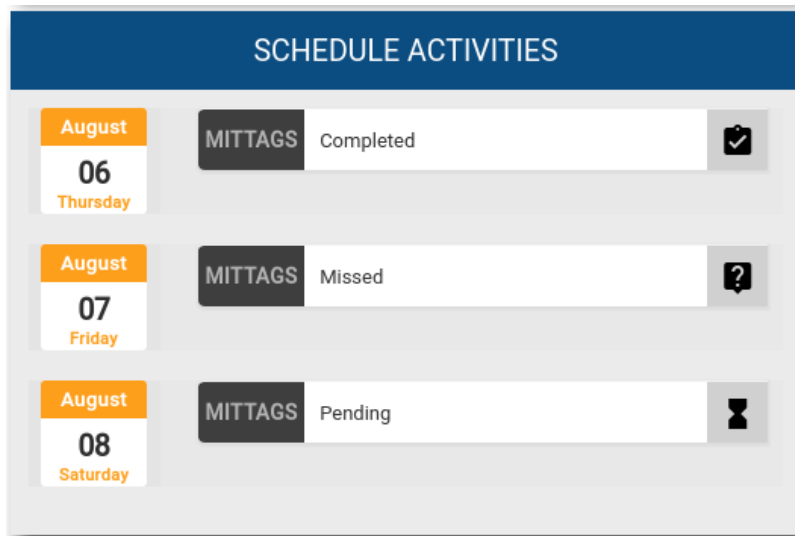 SCHEDULE ACTIVITIES
August
06
Thursday
MITTAGS Completed
August
07
Friday
MITTAGS Missed
August
08
Saturday
MITTAGS Pending